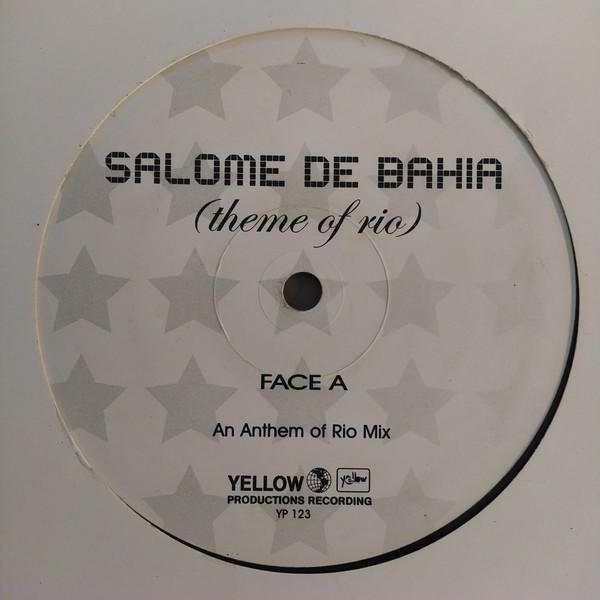 SALOME DE BAHIA
(theme of rio)
FACE A
An Anthem of Rio Mix
YELLOW yellow
PRODUCTIONS RECORDING
YP 123